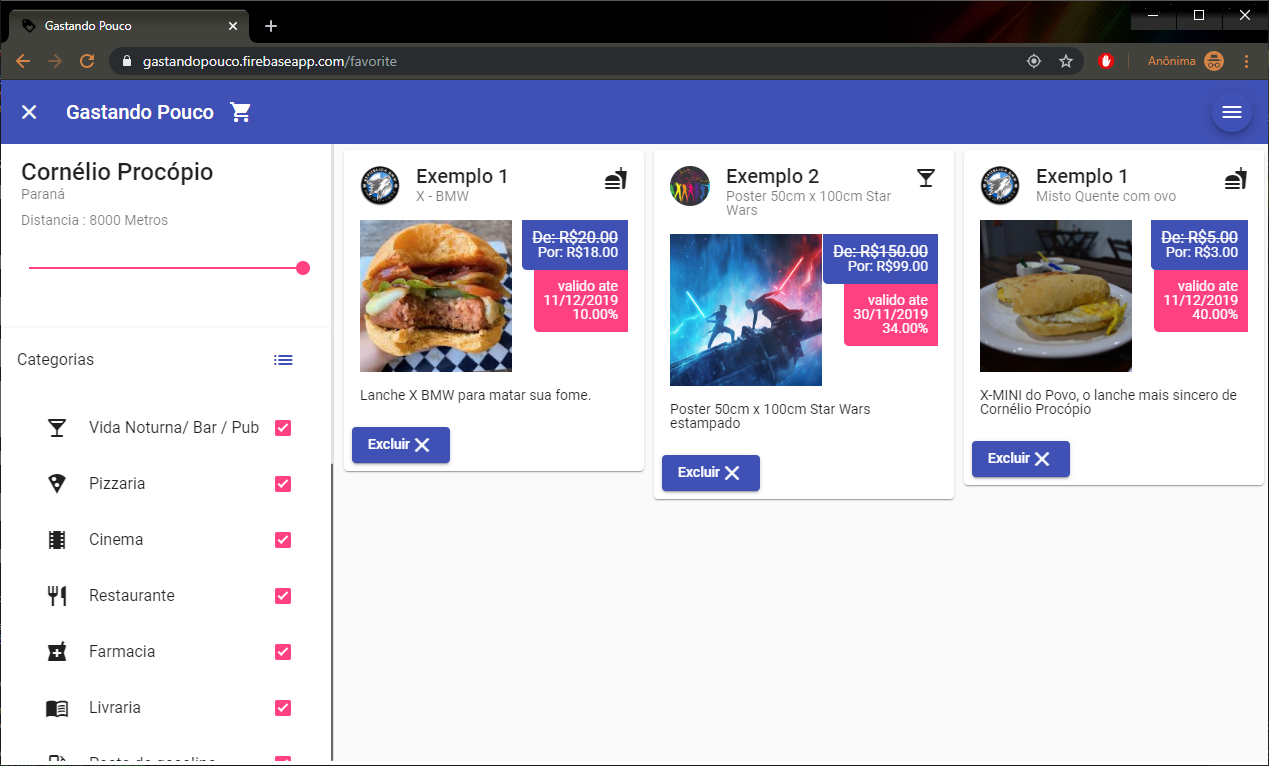 Gastando Pouco
gastandopouco.firebaseapp.com/favorite
Anônima
Gastando Pouco
Cornélio Procópio
Paraná
Distancia : 8000 Metros
Categorias
Vida Noturna/ Bar / Pub
Pizzaria
Cinema
Restaurante
Farmacia
Livraria
Exemplo 1
X - BMW
De: R$20.00
Por: R$18.00
valido ate
11/12/2019
10.00%
Lanche X BMW para matar sua fome.
Excluir
Exemplo 2
Poster 50cm x 100cm Star
Wars
De: R$150.00
Por: R$99.00
valido ate
30/11/2019
34.00%
Poster 50cm x 100cm Star Wars
estampado
Excluir
Exemplo 1
Misto Quente com ovo
De: R$5.00
Por: R$3.00
valido ate
11/12/2019
40.00%
X-MINI do Povo, o lanche mais sincero de
Cornélio Procópio
Excluir